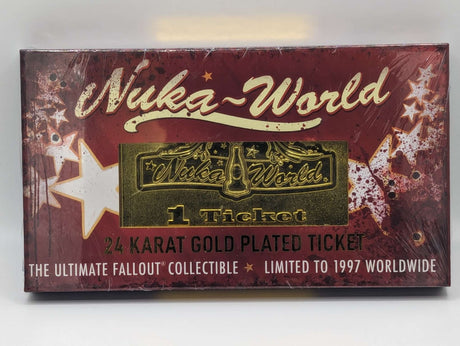 Nuka~World
Nuka World
1 Ticket
24 KARAT GOLD PLATED TICKET
THE ULTIMATE FALLOUT® COLLECTIBLE ★ LIMITED TO 1997 WORLDWIDE